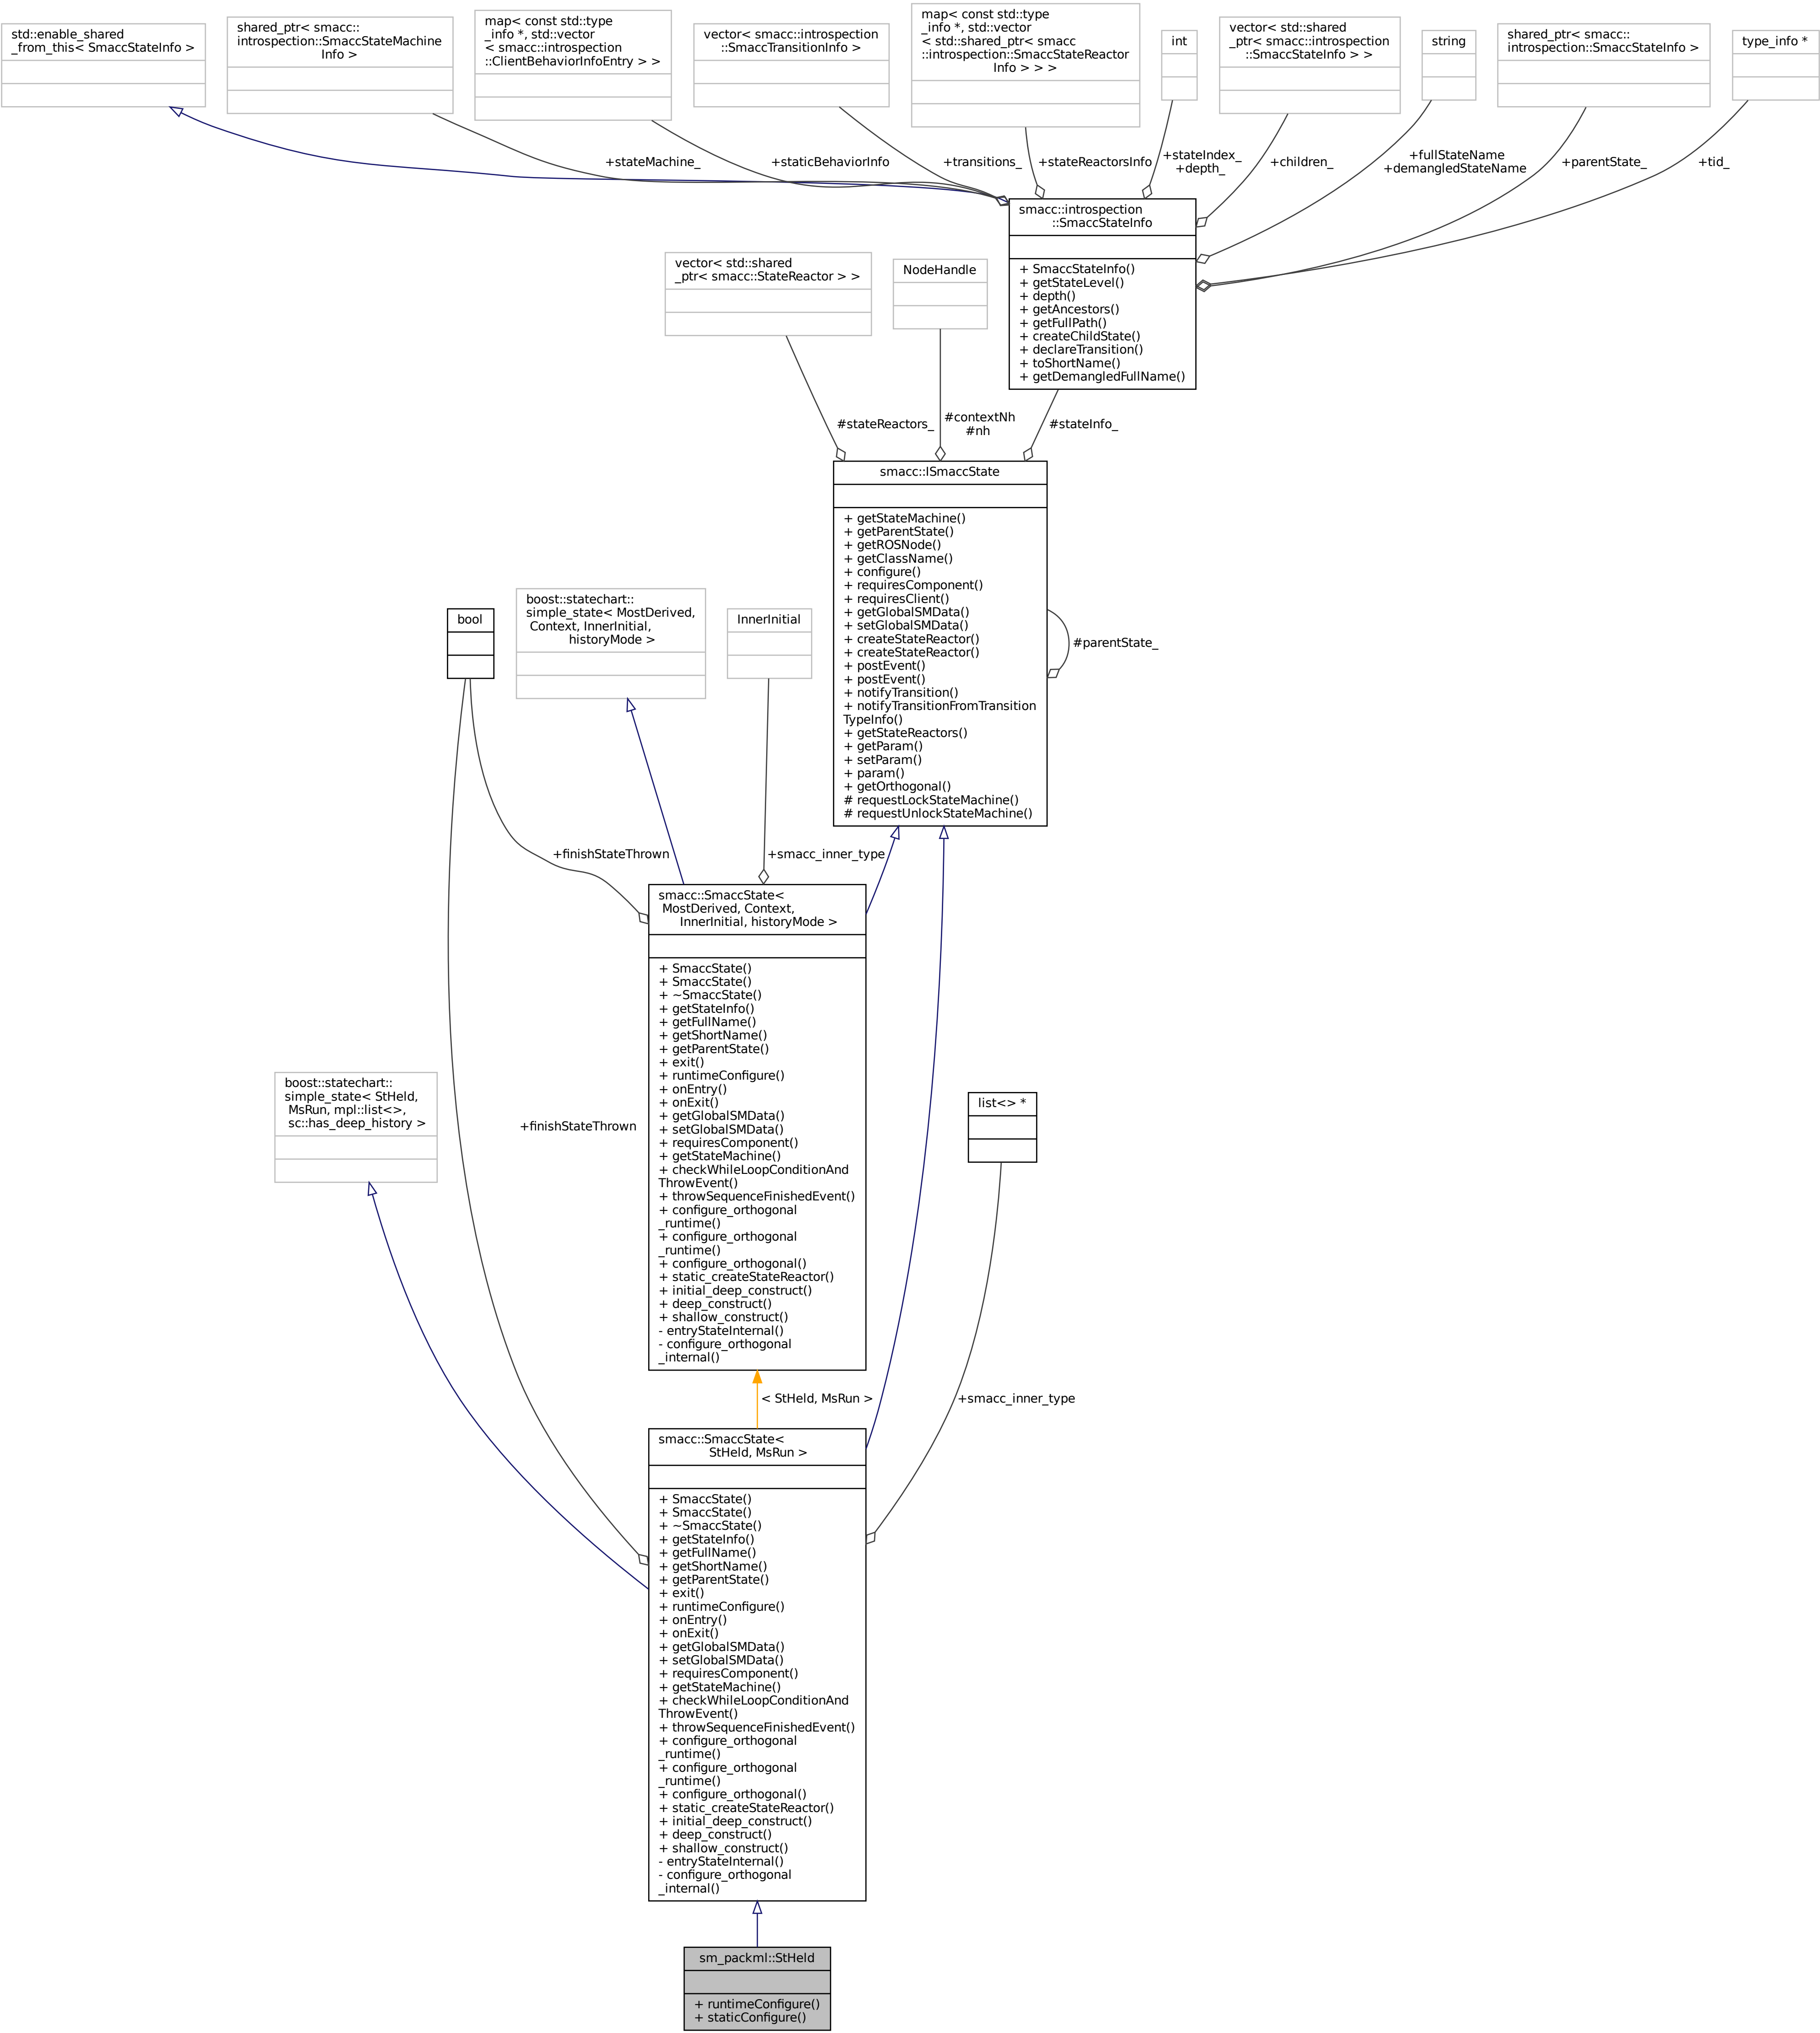 std::enable_shared
_from_this< SmaccStateInfo >
shared_ptr< smacc::
introspection::SmaccStateMachine
Info >
map< const std::type
_info *, std::vector
< smacc::introspection
::ClientBehaviorInfoEntry > >
vector< smacc::introspection
::SmaccTransitionInfo >
map< const std::type
_info *, std::vector
< std::shared_ptr< smacc
::introspection::SmaccStateReactor
Info > > >
int
vector< std::shared
_ptr< smacc::introspection
::SmaccStateInfo > >
string
shared_ptr< smacc::
introspection::SmaccStateInfo >
type_info *
+stateMachine_
+staticBehaviorInfo
+transitions_
+stateReactorsInfo
+stateIndex_
+depth_
+children_
+fullStateName
+demangledStateName
+parentState_
+tid_
smacc::introspection
::SmaccStateInfo
+ SmaccStateInfo()
+ getStateLevel()
+ depth()
+ getAncestors()
+ getFullPath()
+ createChildState()
+ declareTransition()
+ toShortName()
+ getDemangledFullName()
vector< std::shared
_ptr< smacc::StateReactor > >
NodeHandle
#stateReactors_
#contextNh
#nh
#stateInfo_
smacc::ISmaccState
+ getStateMachine()
+ getParentState()
+ getROSNode()
+ getClassName()
+ configure()
+ requiresComponent()
+ requiresClient()
+ getGlobalSMData()
+ setGlobalSMData()
+ createStateReactor()
+ createStateReactor()
+ postEvent()
+ postEvent()
+ notifyTransition()
+ notifyTransitionFromTransition
TypeInfo()
+ getStateReactors()
+ getParam()
+ setParam()
+ param()
+ getOrthogonal()
# requestLockStateMachine()
# requestUnlockStateMachine()
#parentState_
bool
boost::statechart::
simple_state< MostDerived,
Context, InnerInitial,
historyMode >
InnerInitial
+finishStateThrown
+smacc_inner_type
smacc::SmaccState<
MostDerived, Context,
InnerInitial, historyMode >
+ SmaccState()
+ SmaccState()
+ ~SmaccState()
+ getStateInfo()
+ getFullName()
+ getShortName()
+ getParentState()
+ exit()
+ runtimeConfigure()
+ onEntry()
+ onExit()
+ getGlobalSMData()
+ setGlobalSMData()
+ requiresComponent()
+ getStateMachine()
+ checkWhileLoopConditionAnd
ThrowEvent()
+ throwSequenceFinishedEvent()
+ configure_orthogonal
_runtime()
+ configure_orthogonal
_runtime()
+ configure_orthogonal()
+ static_createStateReactor()
+ initial_deep_construct()
+ deep_construct()
+ shallow_construct()
- entryStateInternal()
- configure_orthogonal
_internal()
boost::statechart::
simple_state< StHeld,
MsRun, mpl::list<>,
sc::has_deep_history >
+finishStateThrown
list<> *
< StHeld, MsRun >
+smacc_inner_type
smacc::SmaccState<
StHeld, MsRun >
+ SmaccState()
+ SmaccState()
+ ~SmaccState()
+ getStateInfo()
+ getFullName()
+ getShortName()
+ getParentState()
+ exit()
+ runtimeConfigure()
+ onEntry()
+ onExit()
+ getGlobalSMData()
+ setGlobalSMData()
+ requiresComponent()
+ getStateMachine()
+ checkWhileLoopConditionAnd
ThrowEvent()
+ throwSequenceFinishedEvent()
+ configure_orthogonal
_runtime()
+ configure_orthogonal
_runtime()
+ configure_orthogonal()
+ static_createStateReactor()
+ initial_deep_construct()
+ deep_construct()
+ shallow_construct()
- entryStateInternal()
- configure_orthogonal
_internal()
sm_packml::StHeld
+ runtimeConfigure()
+ staticConfigure()